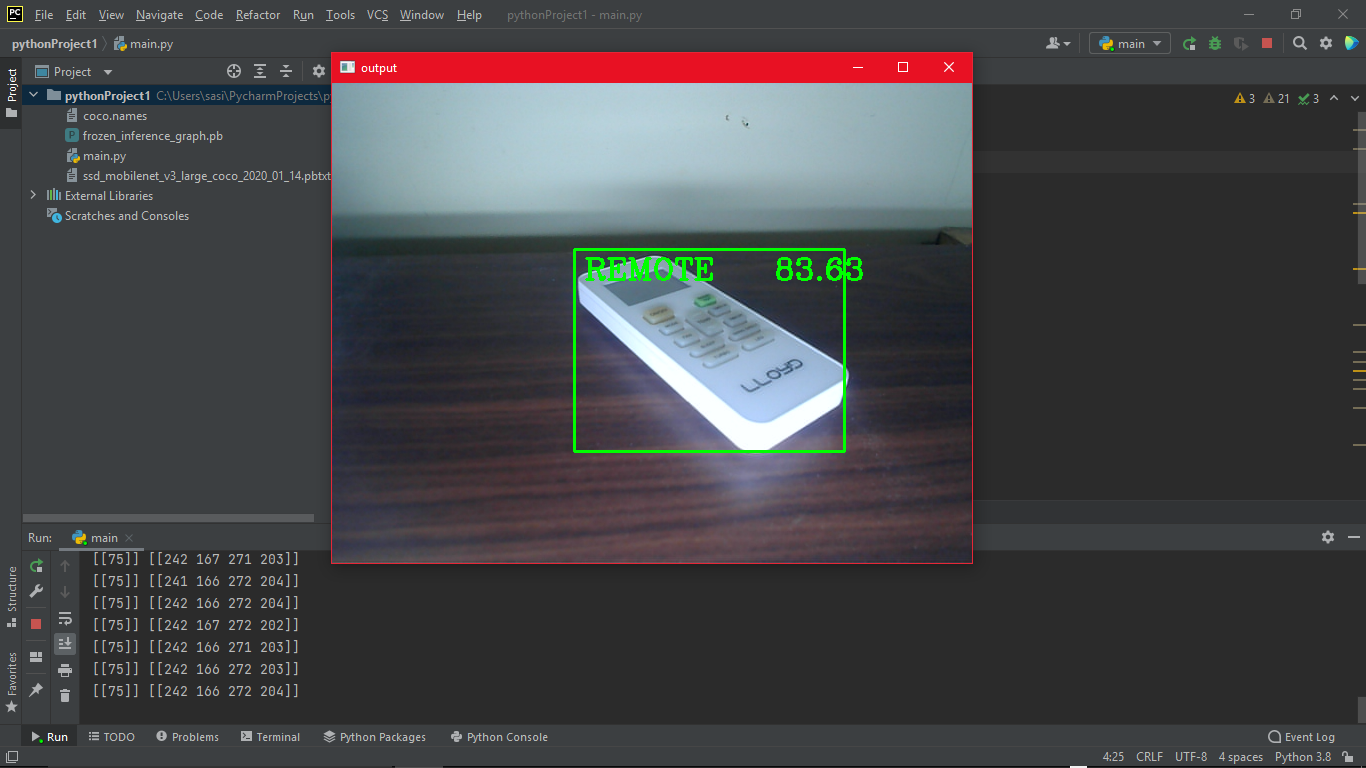 PC File Edit View Navigate Code Refactor Run Tools VCS Window Help pythonProject1 - main.py
pythonProject1 main.py
main
Project
Project
pythonProject1 C:\Users\sasi\PycharmProjects\p
3 21 3
coco.names
frozen_inference_graph.pb
main.py
ssd_mobilenet_v3_large_coco_2020_01_14.pbtxt
External Libraries
Scratches and Consoles
output
REMOTE 83.63
LLOYD
Run: main
[[75]] [[242 167 271 203]]
[[75]] [[241 166 272 204]]
[[75]] [[242 166 272 204]]
[[75]] [[242 167 272 202]]
[[75]] [[242 166 271 203]]
[[75]] [[242 166 272 203]]
[[75]] [[242 166 272 204]]
Structure
Favorites
Run TODO Problems Terminal Python Packages Python Console Event Log
4:25 CRLF UTF-8 4 spaces Python 3.8